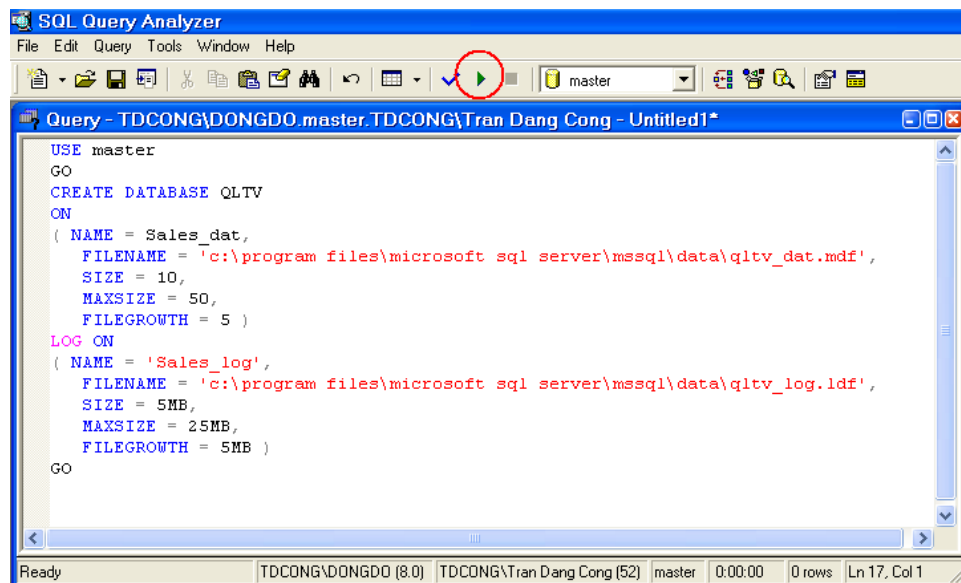 SQL Query Analyzer
File Edit Query Tools Window Help
master
Query - TDCONG\DONGDO.master.TDCONG\Tran Dang Cong - Untitled1*
USE master
GO
CREATE DATABASE QLTV
ON
( NAME = Sales_dat,
FILENAME = 'c:\program files\microsoft sql server\mssql\data\qltv_dat.mdf',
SIZE = 10,
MAXSIZE = 50,
FILEGROWTH = 5 )
LOG ON
( NAME = 'Sales_log',
FILENAME = 'c:\program files\microsoft sql server\mssql\data\qltv_log.ldf',
SIZE = 5MB,
MAXSIZE = 25MB,
FILEGROWTH = 5MB )
GO
Ready TDCONG\DONGDO (8.0) TDCONG\Tran Dang Cong (52) master 0:00:00 0 rows Ln 17, Col 1